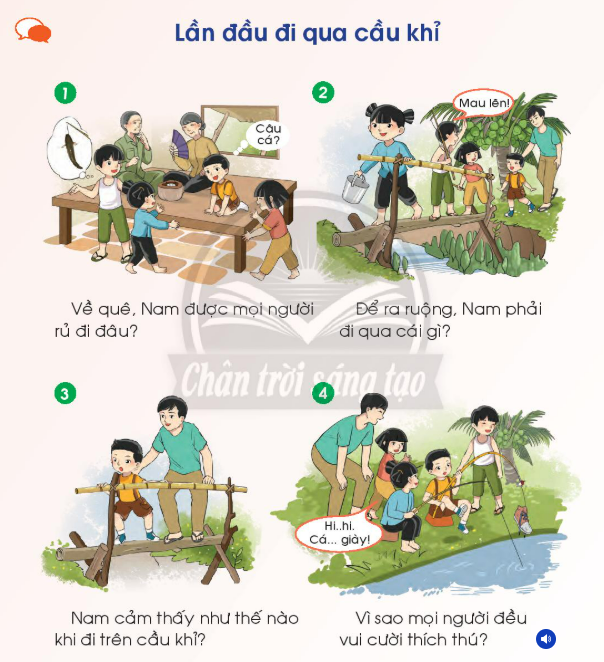 Lần đầu đi qua cầu khỉ
1
Câu
cá?
2
Mau lên!
Về quê, Nam được mọi người
rủ đi đâu?
Để ra ruộng, Nam phải
đi qua cái gì?
Chân trời sáng tạo
3
4
Hi..hi.
Cá... giày!
Nam cảm thấy như thế nào
khi đi trên cầu khỉ?
Vì sao mọi người đều
vui cười thích thú?